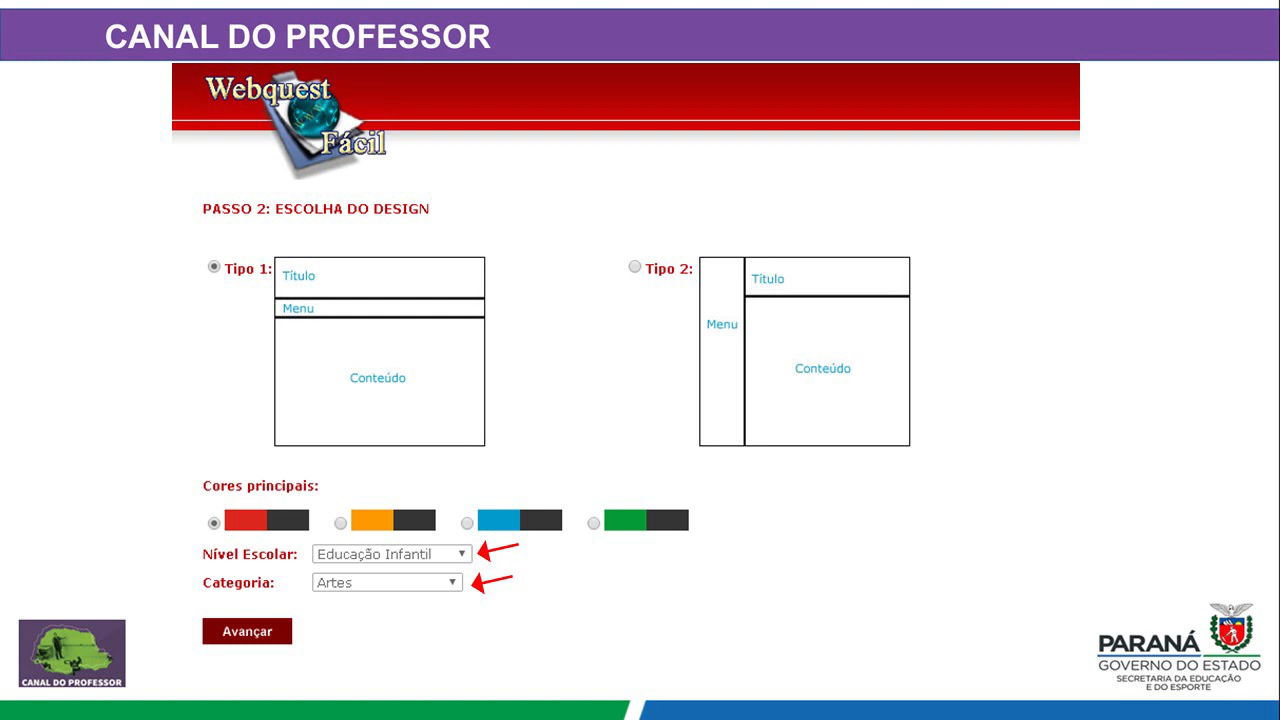 CANAL DO PROFESSOR
Webquest
Fácil
PASSO 2: ESCOLHA DO DESIGN
Tipo 1:
Título
Menu
Conteúdo
Tipo 2:
Título
Menu
Conteúdo
Cores principais:
Nível Escolar: Educação Infantil
Categoria: Artes
Avançar
CANAL DO PROFESSOR
PARANÁ
GOVERNO DO ESTADO
SECRETARIA DA EDUCAÇÃO
E DO ESPORTE